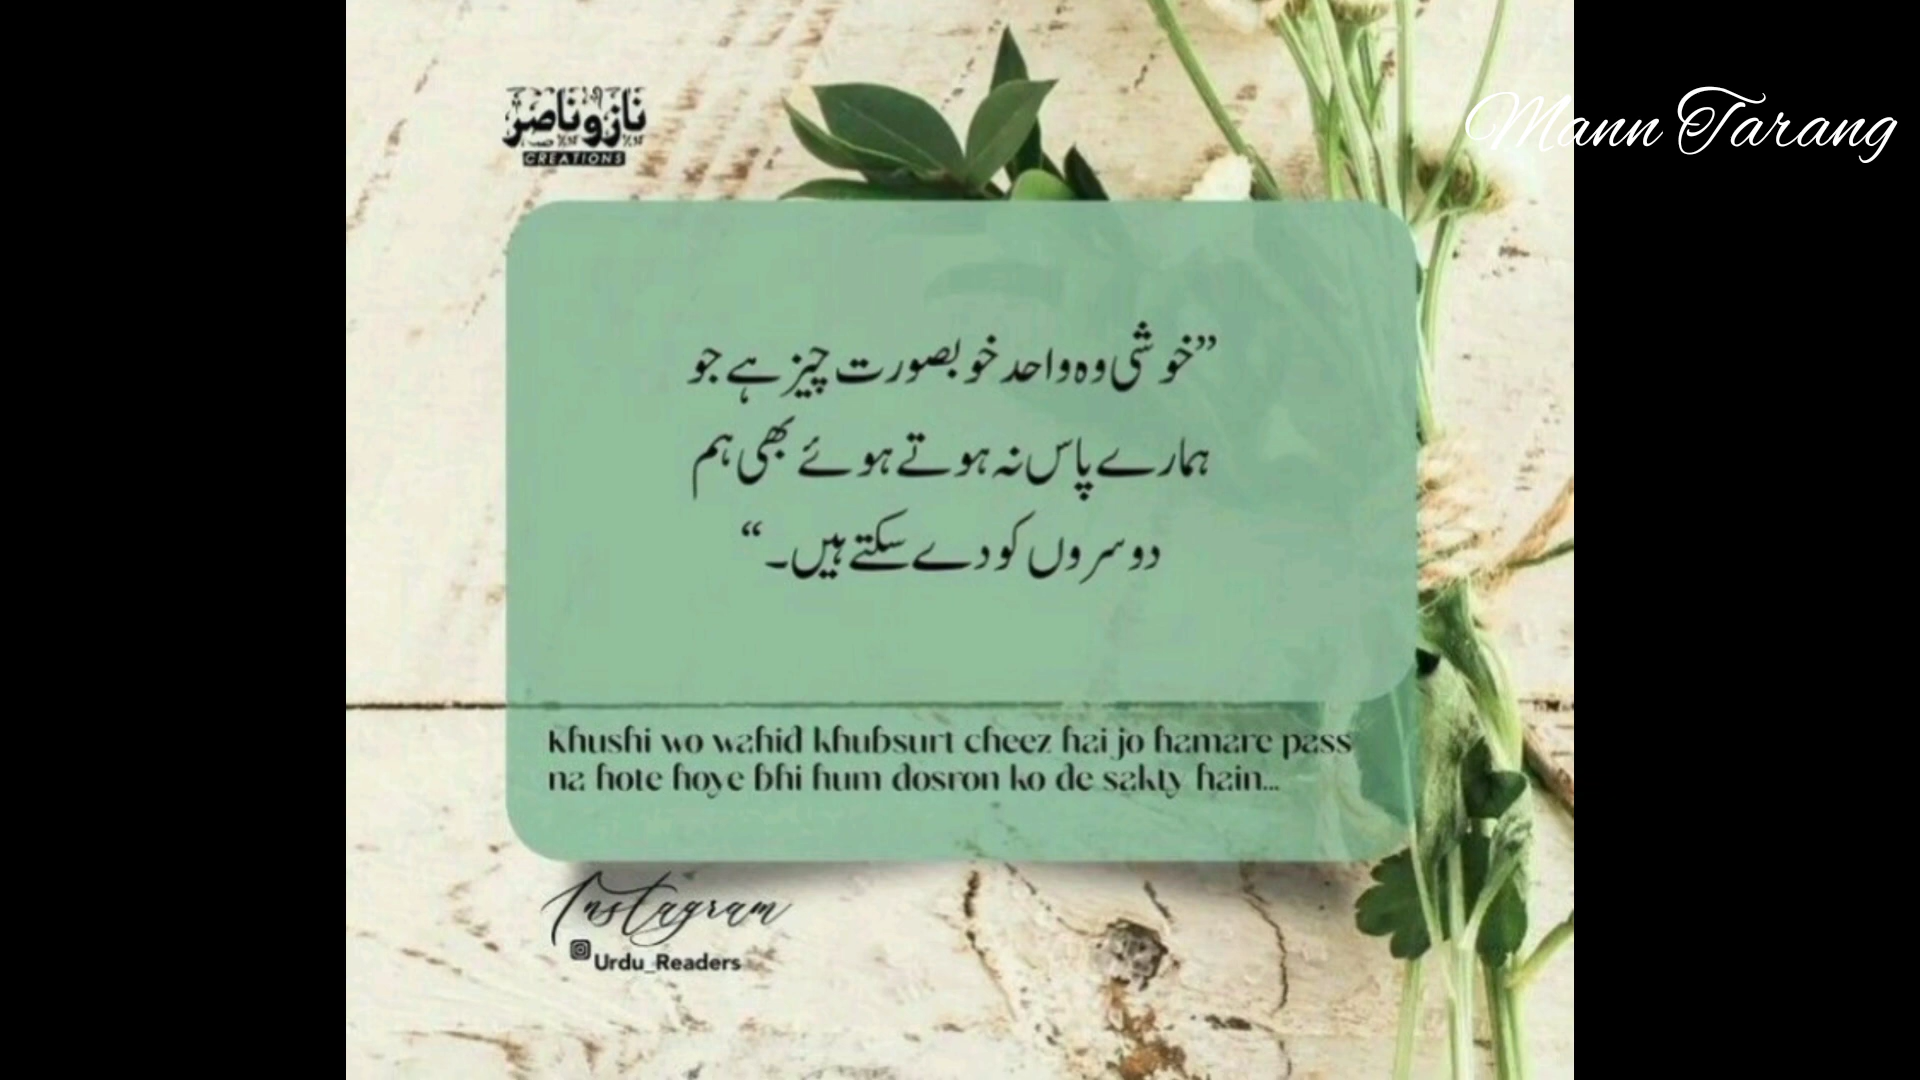 نازوناصر
CREATIONS
Mann Tarang
”خوشی وہ واحد خوبصورت چیز ہے جو
ہمارے پاس نہ ہوتے ہوئے بھی ہم
دوسروں کو دے سکتے ہیں۔“
khushi wo wahid khubsurt cheez hai jo hamare pass
na hote hoye bhi hum dosron ko de sakty hain...
Instagram
Urdu_Readers